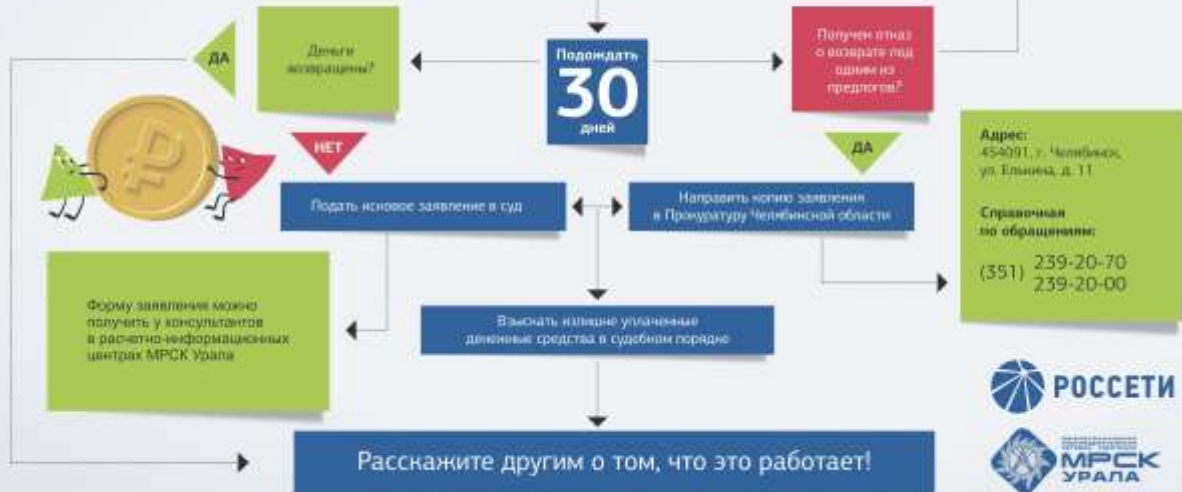 ДА
Деньги
возвращены?
Подождать
30
дней
Получен отказ
о возврате под
одним из
предлогов?
НЕТ
ДА
Подать исковое заявление в суд
Направить копию заявления
в Прокуратуру Челябинской области
Адрес:
454091, г. Челябинск,
ул. Елькина, д. 11
Справочная
по обращениям:
(351) 239-20-70
239-20-00
Форму заявления можно
получить у консультантов
в расчетно-информационных
центрах МРСК Урала
Взыскать излишне уплаченные
денежные средства в судебном порядке
РОССЕТИ
Расскажите другим о том, что это работает!
МРСК
УРАЛА